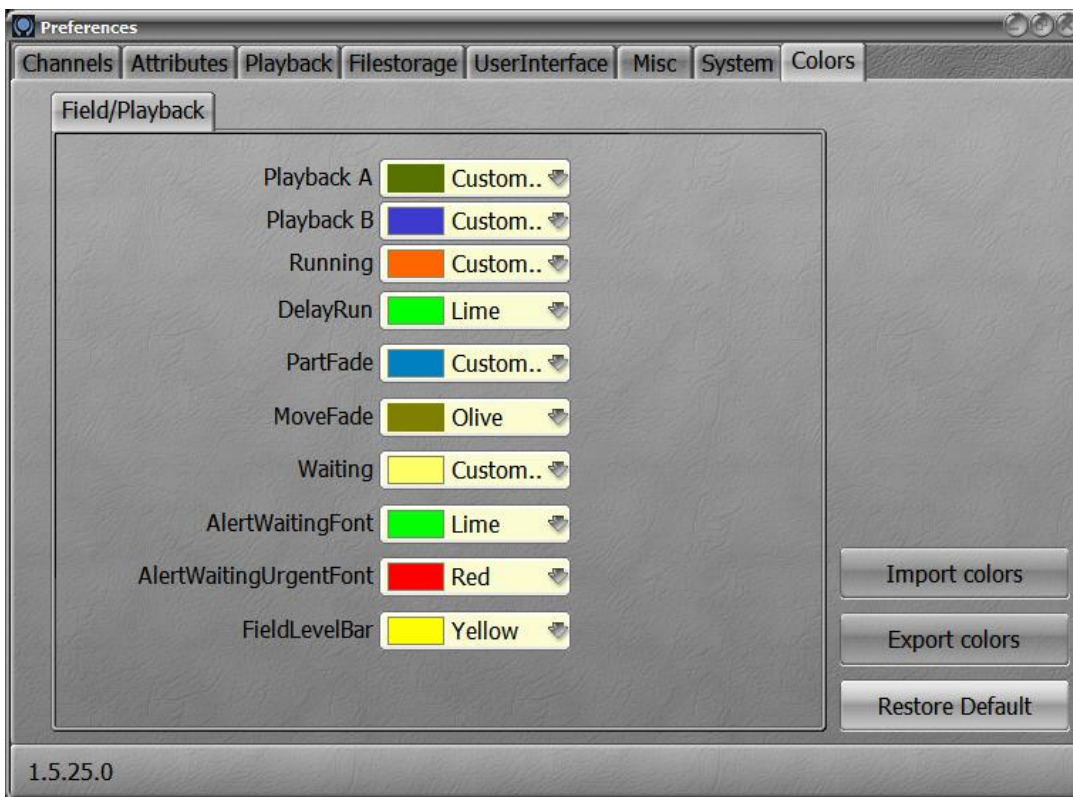 Preferences
Channels Attributes Playback Filestorage UserInterface Misc System Colors
Field/Playback
Playback A Custom..
Playback B Custom..
Running Custom..
DelayRun Lime
PartFade Custom..
MoveFade Olive
Waiting Custom..
AlertWaitingFont Lime
AlertWaitingUrgentFont Red
FieldLevelBar Yellow
Import colors
Export colors
Restore Default
1.5.25.0